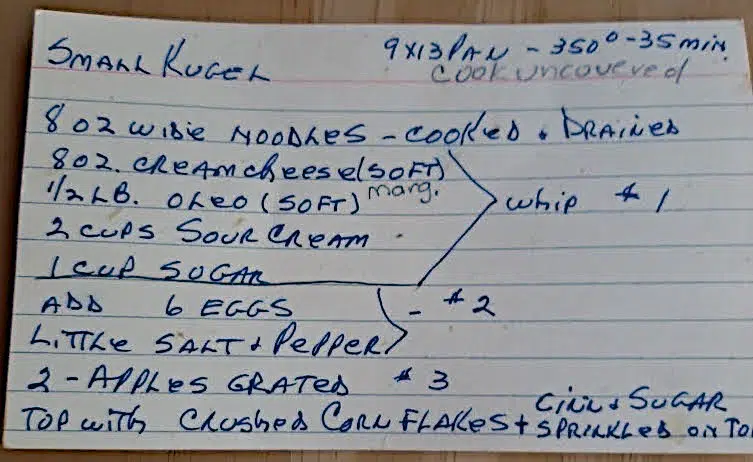 SMALL KUGEL
9X13 PAN - 350° - 35 min.
Cook uncovered
8 oz wide NOODLES - COOKED + DRAINED
8 oz. CREAM cheese (SOFT)
1/2 LB. OLEO (SOFT) marg.
2 cups SOUR CREAM
1 cup SUGAR
whip #1
ADD 6 EGGS - #2
LITTLE SALT + PEPPER
2 - APPLES GRATED #3
CINN + SUGAR
TOP with CRUSHED CORN FLAKES + SPRINKLED ON TO